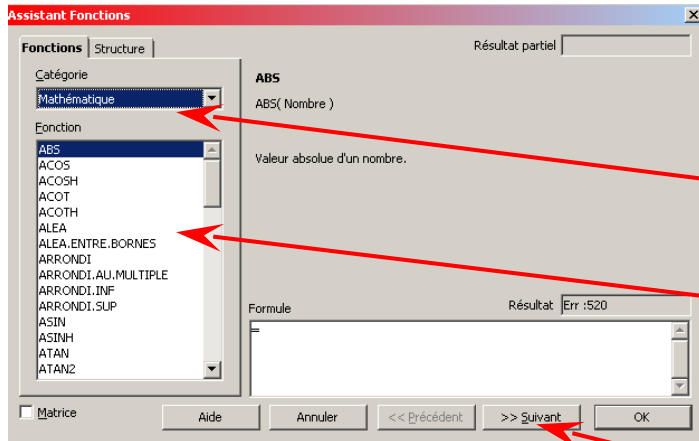 Assistant Fonctions
Fonctions Structure
Résultat partiel
Catégorie
Mathématique
Fonction
ABS
ACOS
ACOSH
ACOT
ACOTH
ALEA
ALEA.ENTRE.BORNES
ARRONDI
ARRONDI.AU.MULTIPLE
ARRONDI.INF
ARRONDI.SUP
ASIN
ASINH
ATAN
ATAN2
ABS
ABS( Nombre )
Valeur absolue d'un nombre.
Formule
Résultat Err :520
=
Matrice
Aide
Annuler
<< Précédent
>> Suivant
OK